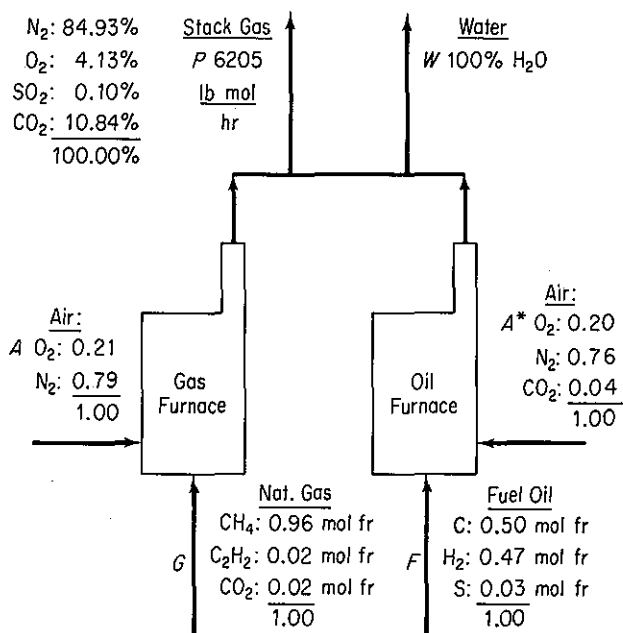 N₂: 84.93%
O₂: 4.13%
SO₂: 0.10%
CO₂: 10.84%
100.00%
Stack Gas
P 6205
lb mol
hr
Water
W 100% H₂O
Air:
A O₂: 0.21
N₂: 0.79
1.00
Gas
Furnace
Oil
Furnace
Air:
A* O₂: 0.20
N₂: 0.76
CO₂: 0.04
1.00
G
Nat. Gas
CH₄: 0.96 mol fr
C₂H₂: 0.02 mol fr
CO₂: 0.02 mol fr
1.00
F
Fuel Oil
C: 0.50 mol fr
H₂: 0.47 mol fr
S: 0.03 mol fr
1.00